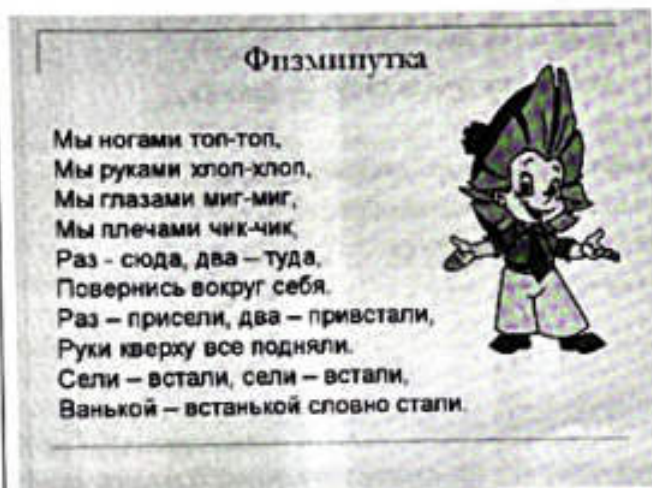 Физминутка
Мы ногами топ-топ,
Мы руками хлоп-хлоп,
Мы глазами миг-миг,
Мы плечами чик-чик,
Раз - сюда, два – туда,
Повернись вокруг себя.
Раз – присели, два – привстали,
Руки кверху все подняли.
Сели – встали, сели – встали,
Ванькой – встанькой словно стали.